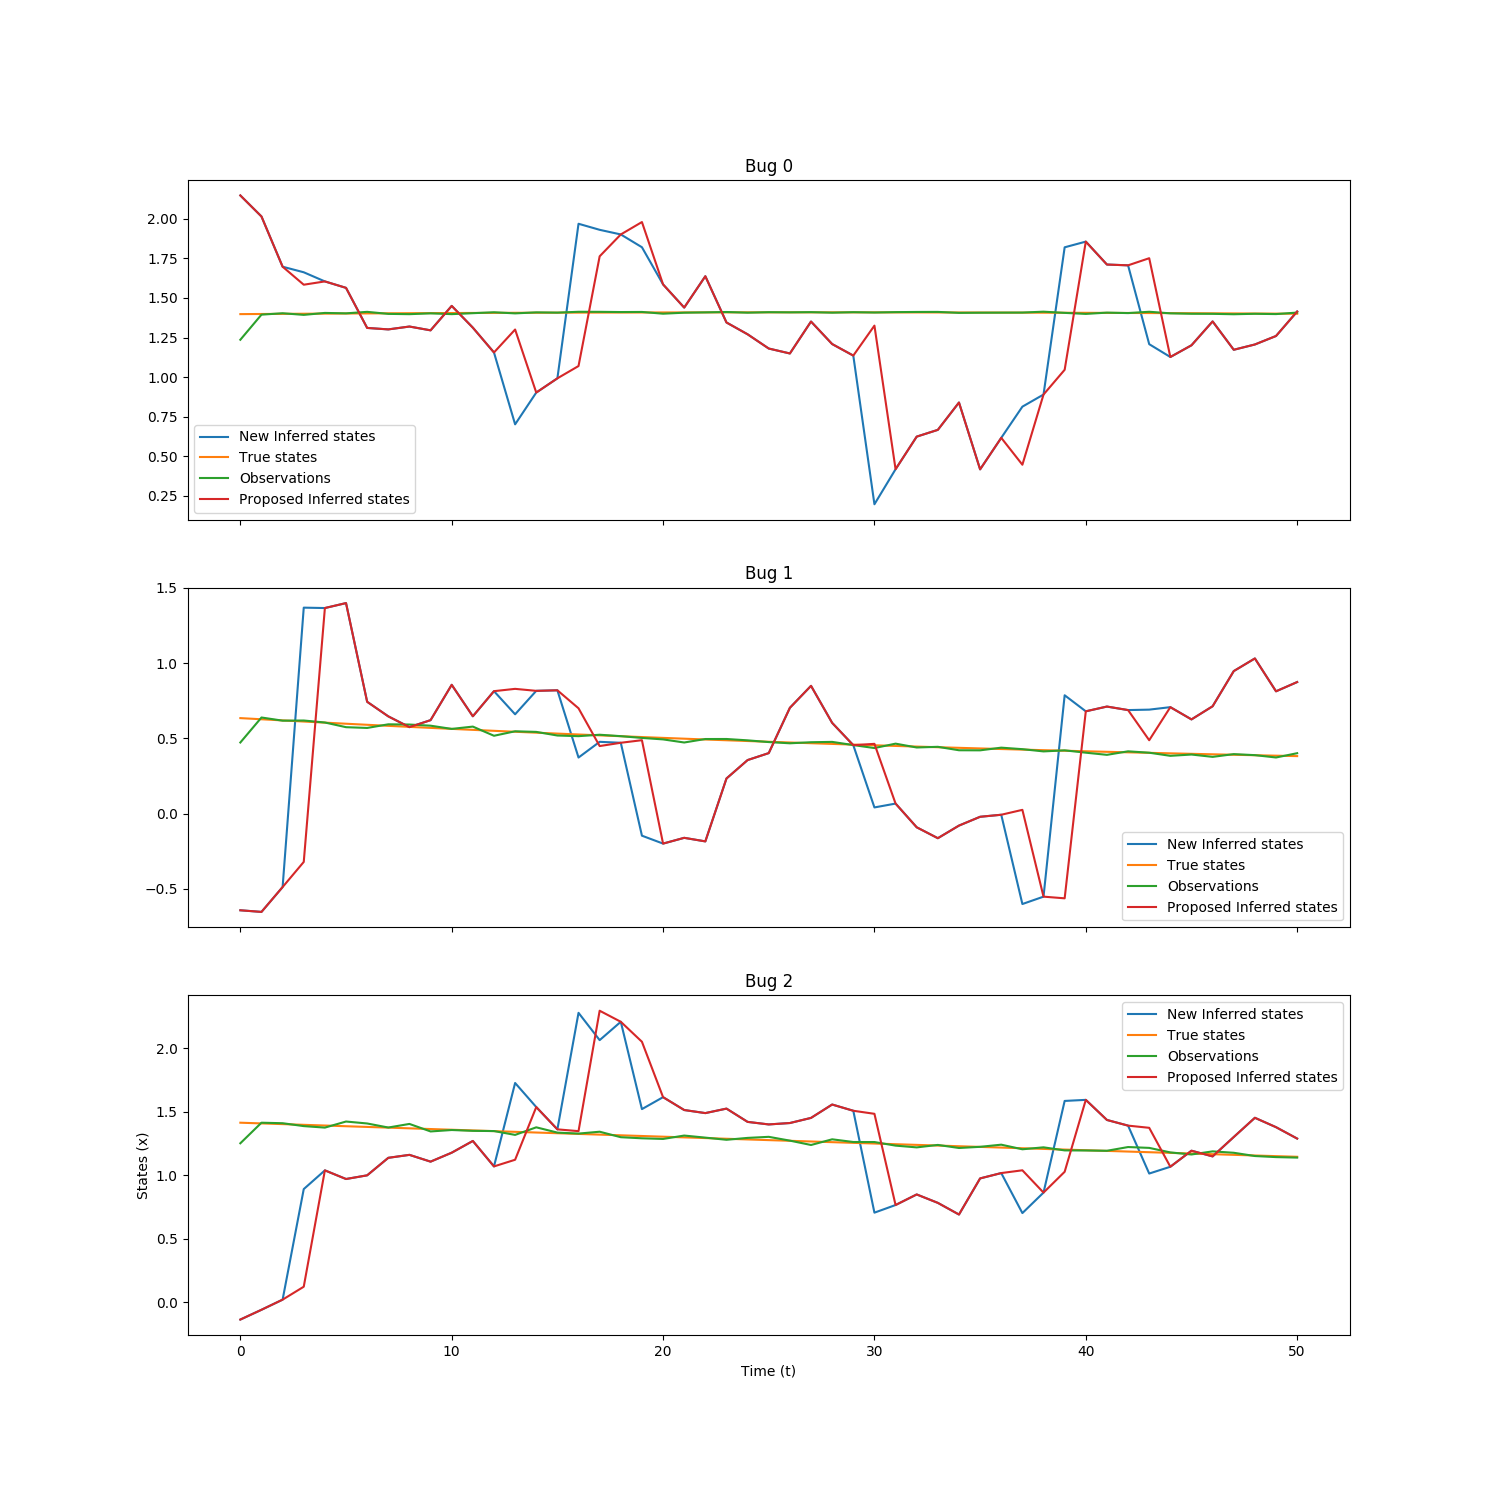 Bug 0
2.00
1.75
1.50
1.25
1.00
0.75
0.50
0.25
New Inferred states
True states
Observations
Proposed Inferred states
Bug 1
1.5
1.0
0.5
0.0
−0.5
New Inferred states
True states
Observations
Proposed Inferred states
Bug 2
States (x)
2.0
1.5
1.0
0.5
0.0
New Inferred states
True states
Observations
Proposed Inferred states
0 10 20 30 40 50
Time (t)